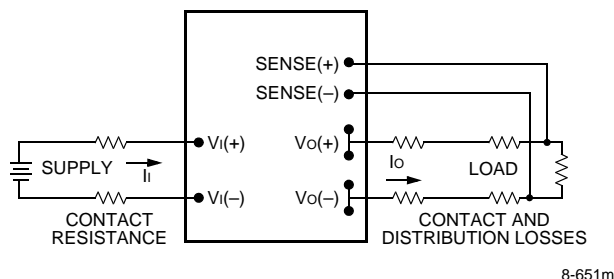 SENSE(+)
SENSE(–)
VI(+)
VO(+)
IO
SUPPLY
II
LOAD
VI(–)
VO(–)
CONTACT
RESISTANCE
CONTACT AND
DISTRIBUTION LOSSES
8-651m